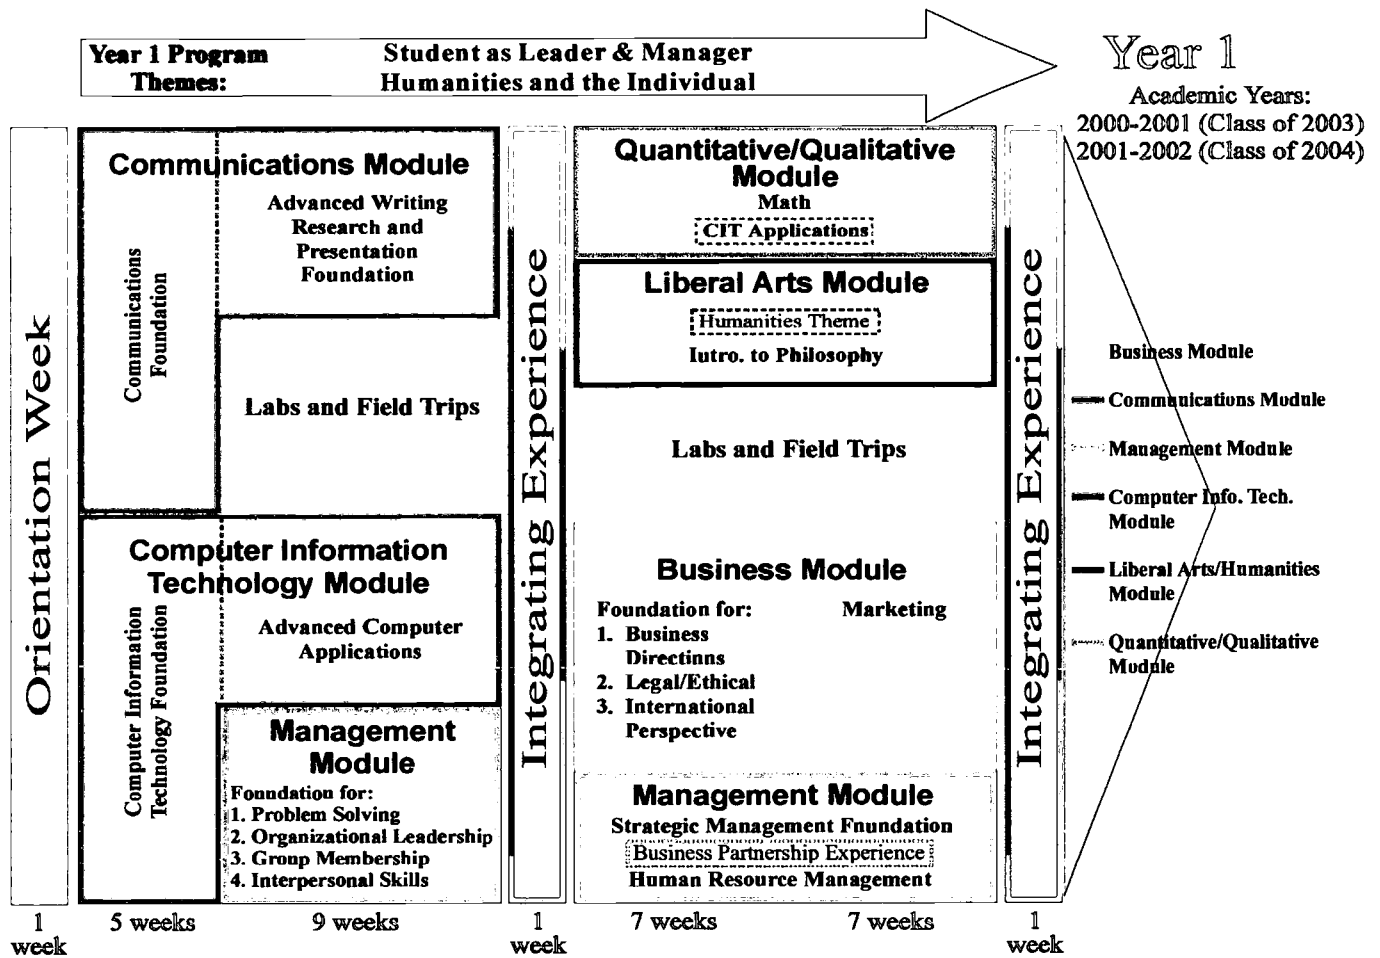 Year 1 Program
Themes:
Student as Leader & Manager
Humanities and the Individual
Year 1
Academic Years:
2000-2001 (Class of 2003)
2001-2002 (Class of 2004)
Orientation Week
Communications Module
Communications
Foundation
Advanced Writing
Research and
Presentation
Foundation
Labs and Field Trips
Computer Information
Technology Module
Computer Information
Technology Foundation
Advanced Computer
Applications
Management
Module
Foundation for:
1. Problem Solving
2. Organizational Leadership
3. Group Membership
4. Interpersonal Skills
Integrating Experience
Quantitative/Qualitative
Module
Math
CIT Applications
Liberal Arts Module
Humanities Theme
Iutro. to Philosophy
Labs and Field Trips
Business Module
Foundation for:
1. Business
Directinns
2. Legal/Ethical
3. International
Perspective
Marketing
Management Module
Strategic Management Fnundation
Business Partnership Experience
Human Resource Management
Integrating Experience
Business Module
Communications Module
Management Module
Computer Info. Tech.
Module
Liberal Arts/Humanities
Module
Quantitative/Qualitative
Module
1
week
5 weeks
9 weeks
1
week
7 weeks
7 weeks
1
week